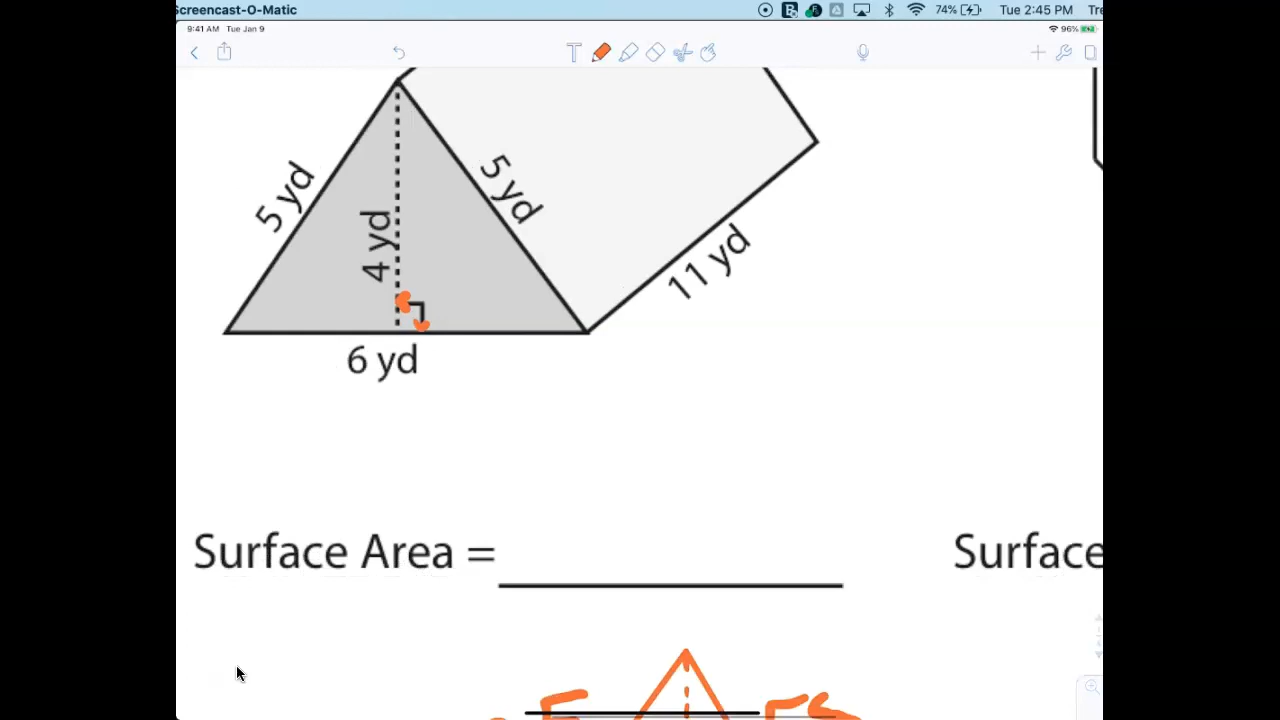 Screencast-O-Matic 74% Tue 2:45 PM
9:41 AM Tue Jan 9 96%
T
5 yd
5 yd
4 yd
11 yd
6 yd
Surface Area =
Surface